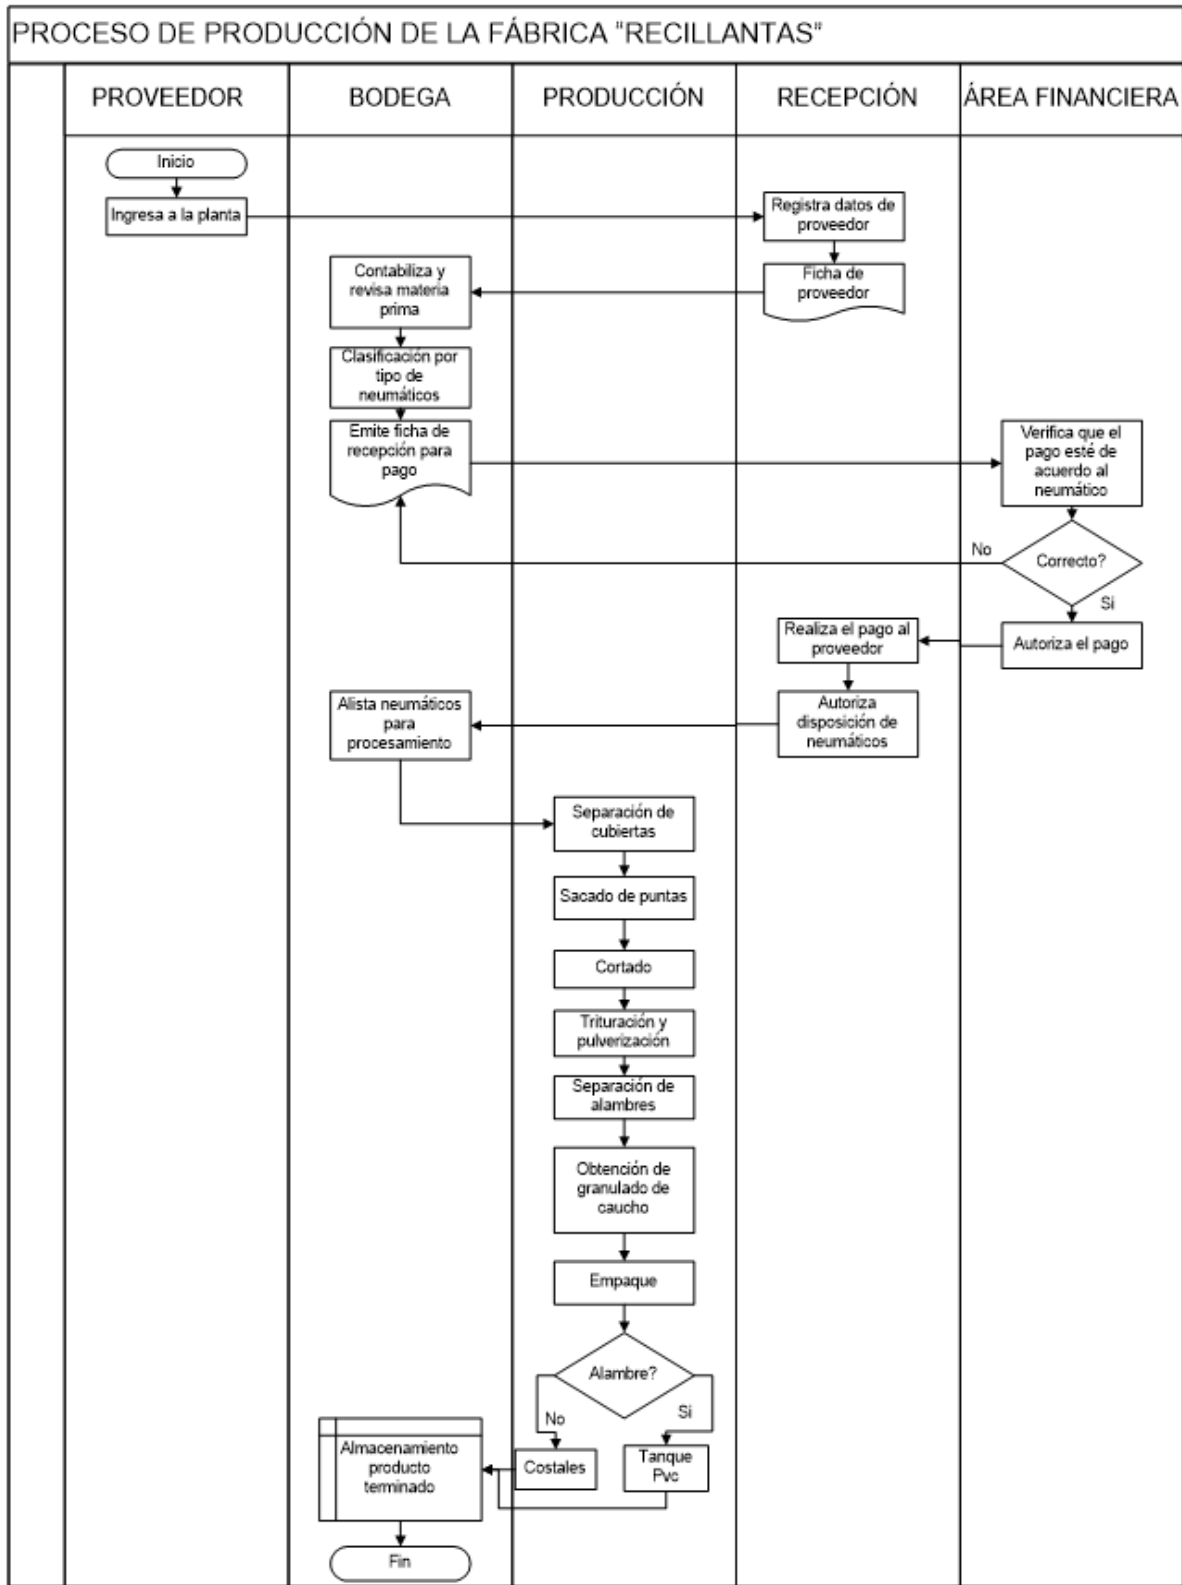 PROCESO DE PRODUCCIÓN DE LA FÁBRICA "RECILLANTAS"
PROVEEDOR
BODEGA
PRODUCCIÓN
RECEPCIÓN
ÁREA FINANCIERA
Inicio
Ingresa a la planta
Registra datos de
proveedor
Ficha de
proveedor
Contabiliza y
revisa materia
prima
Clasificación por
tipo de
neumáticos
Emite ficha de
recepción para
pago
Verifica que el
pago esté de
acuerdo al
neumático
Correcto?
No
Si
Autoriza el pago
Realiza el pago al
proveedor
Autoriza
disposición de
neumáticos
Alista neumáticos
para
procesamiento
Separación de
cubiertas
Sacado de puntas
Cortado
Trituración y
pulverización
Separación de
alambres
Obtención de
granulado de
caucho
Empaque
Alambre?
No
Si
Costales
Tanque
Pvc
Almacenamiento
producto
terminado
Fin